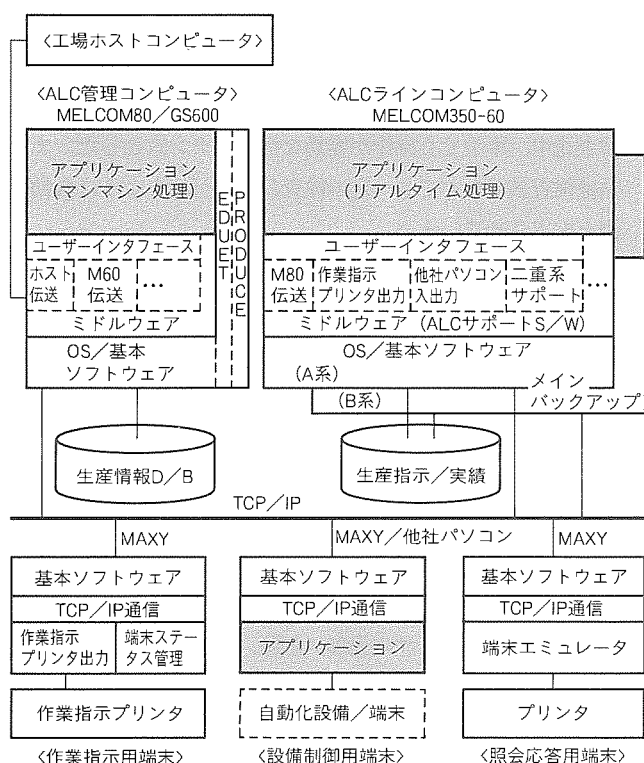 〈工場ホストコンピュータ〉
〈ALC管理コンピュータ〉
MELCOM80／GS600
〈ALCラインコンピュータ〉
MELCOM350-60
アプリケーション
(マンマシン処理)
EDUET
PRODUCE
アプリケーション
(リアルタイム処理)
ユーザーインタフェース
ホスト
伝送
M60
伝送
…
ミドルウェア
OS／基本
ソフトウェア
ユーザーインタフェース
M80
伝送
作業指示
プリンタ出力
他社パソコン
入出力
二重系
サポート
…
ミドルウェア (ALCサポートS／W)
OS／基本ソフトウェア
(A系)
(B系)
メイン
バックアップ
生産情報D／B
生産指示／実績
TCP／IP
MAXY
MAXY／他社パソコン
MAXY
基本ソフトウェア
TCP／IP通信
作業指示
プリンタ出力
端末ステー
タス管理
作業指示プリンタ
〈作業指示用端末〉
基本ソフトウェア
TCP／IP通信
アプリケーション
自動化設備／端末
〈設備制御用端末〉
基本ソフトウェア
TCP／IP通信
端末エミュレータ
プリンタ
〈照会応答用端末〉